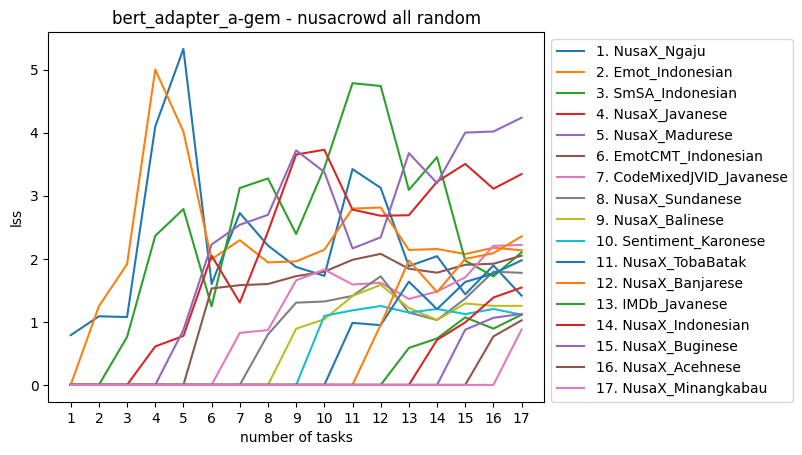 bert_adapter_a-gem - nusacrowd all random
lss
5
4
3
2
1
0
1 2 3 4 5 6 7 8 9 10 11 12 13 14 15 16 17
number of tasks
1. NusaX_Ngaju
2. Emot_Indonesian
3. SmSA_Indonesian
4. NusaX_Javanese
5. NusaX_Madurese
6. EmotCMT_Indonesian
7. CodeMixedJVID_Javanese
8. NusaX_Sundanese
9. NusaX_Balinese
10. Sentiment_Karonese
11. NusaX_TobaBatak
12. NusaX_Banjarese
13. IMDb_Javanese
14. NusaX_Indonesian
15. NusaX_Buginese
16. NusaX_Acehnese
17. NusaX_Minangkabau